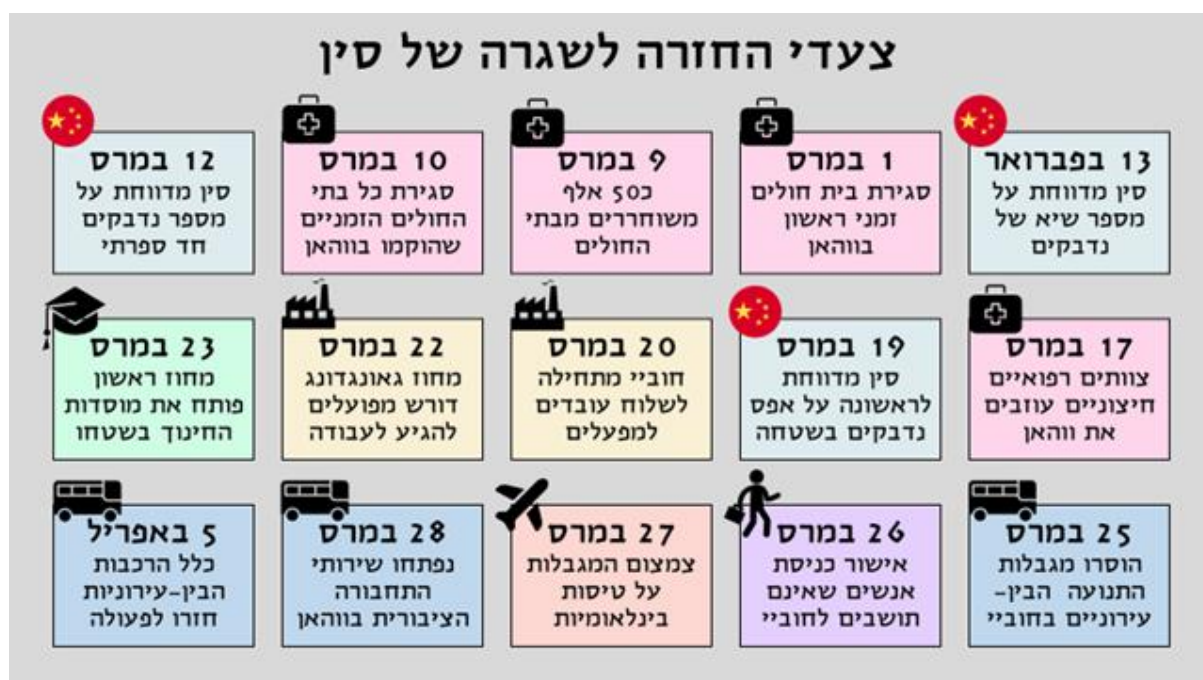 צעדי החזרה לשגרה של סין
13 בפברואר
סין מדווחת על
מספר שיא של
נדבקים
1 במרס
סגירת בית חולים
זמני ראשון
בווהאן
9 במרס
כ50 אלף
משוחררים מבתי
החולים
10 במרס
סגירת כל בתי
החולים הזמניים
שהוקמו בווהאן
12 במרס
סין מדווחת על
מספר נדבקים
חד ספרתי
17 במרס
צוותים רפואיים
חיצוניים עוזבים
את ווהאן
19 במרס
סין מדווחת
לראשונה על אפס
נדבקים בשטחה
20 במרס
חוביי מתחילה
לשלוח עובדים
למפעלים
22 במרס
מחוז גאונגדונג
דורש מפועלים
להגיע לעבודה
23 במרס
מחוז ראשון
פותח את מוסדות
החינוך בשטחו
25 במרס
הוסרו מגבלות
התנועה הבין-
עירוניים בחוביי
26 במרס
אישור כניסת
אנשים שאינם
תושבים לחוביי
27 במרס
צמצום המגבלות
על טיסות
בינלאומיות
28 במרס
נפתחו שירותי
התחבורה
הציבורית בווהאן
5 באפריל
כלל הרכבות
הבין-עירוניות
חזרו לפעולה